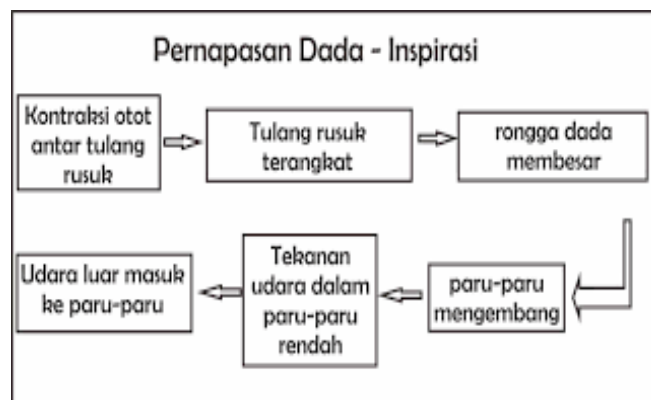 Pernapasan Dada - Inspirasi
Kontraksi otot
antar tulang
rusuk
Tulang rusuk
terangkat
rongga dada
membesar
paru-paru
mengembang
Tekanan
udara dalam
paru-paru
rendah
Udara luar masuk
ke paru-paru